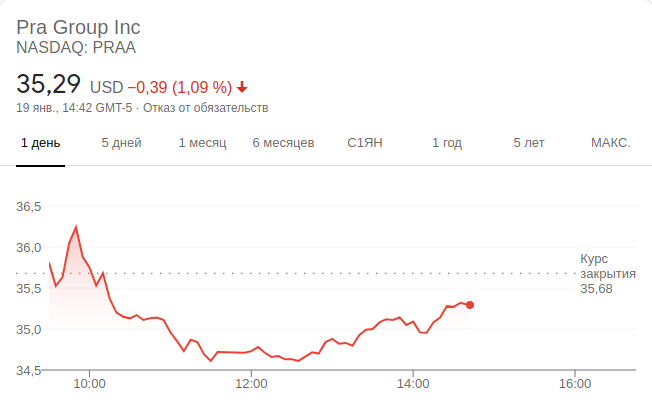 Pra Group Inc
NASDAQ: PRAA
35,29 USD −0,39 (1,09 %)
19 янв., 14:42 GMT-5 · Отказ от обязательств
1 день 5 дней 1 месяц 6 месяцев С1ЯН 1 год 5 лет МАКС.
36,5
36,0
Курс
закрытия
35,68
35,5
35,0
34,5
10:00 12:00 14:00 16:00